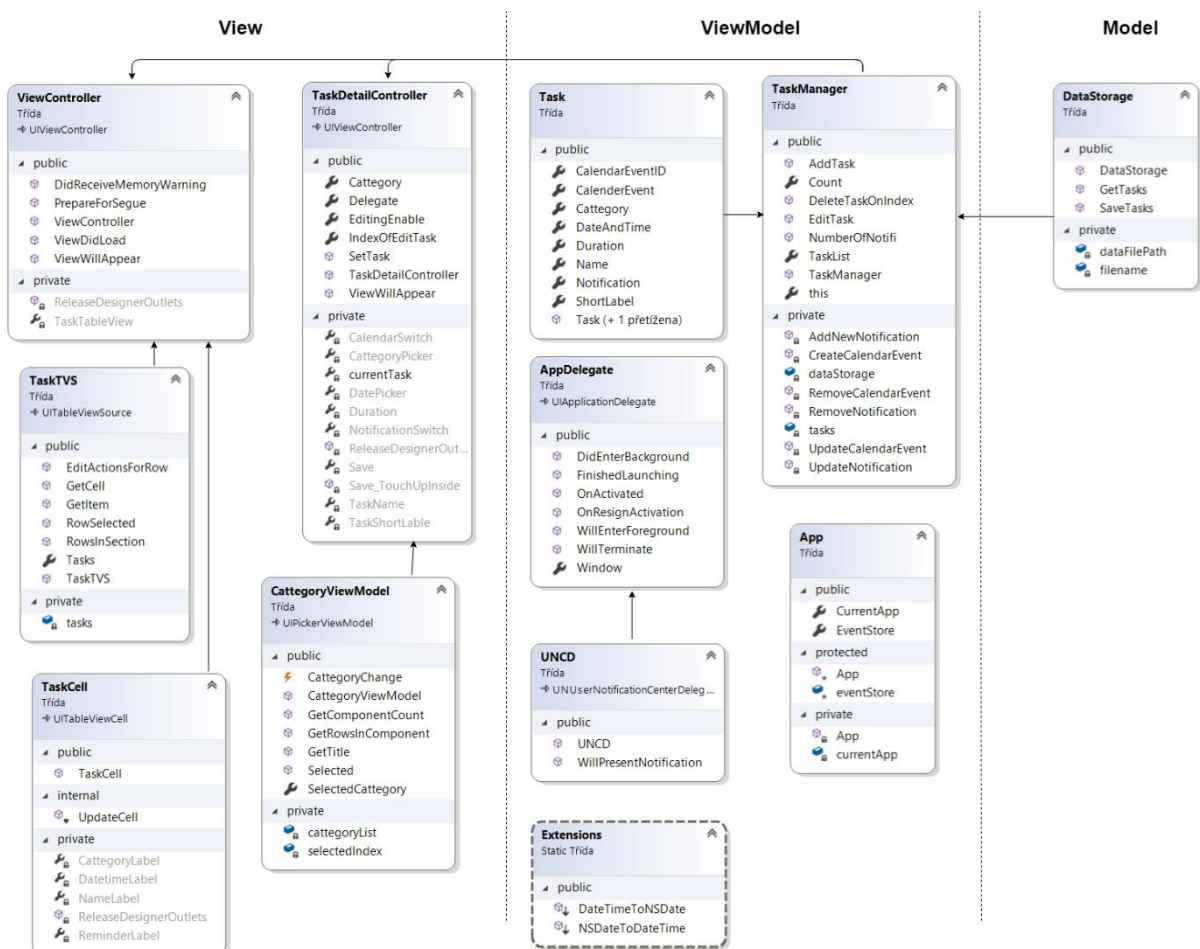 View
ViewModel
Model
ViewController
Třída
UIViewController
public
DidReceiveMemoryWarning
PrepareForSegue
ViewController
ViewDidLoad
ViewWillAppear
private
ReleaseDesignerOutlets
TaskTableView
TaskTVS
Třída
UITableViewSource
public
EditActionsForRow
GetCell
GetItem
RowSelected
RowsInSection
Tasks
TaskTVS
private
tasks
TaskCell
Třída
UITableViewCell
public
TaskCell
internal
UpdateCell
private
CattegoryLabel
DatetimeLabel
NameLabel
ReleaseDesignerOutlets
ReminderLabel
TaskDetailController
Třída
UIViewController
public
Cattegory
Delegate
EditingEnable
IndexOfEditTask
SetTask
TaskDetailController
ViewWillAppear
private
CalendarSwitch
CattegoryPicker
currentTask
DatePicker
Duration
NotificationSwitch
ReleaseDesignerOut...
Save
Save_TouchUpInside
TaskName
TaskShortLable
CattegoryViewModel
Třída
UIPickerViewModel
public
CattegoryChange
CattegoryViewModel
GetComponentCount
GetRowsInComponent
GetTitle
Selected
SelectedCattegory
private
cattegoryList
selectedIndex
Task
Třída
public
CalendarEventID
CalenderEvent
Cattegory
DateAndTime
Duration
Name
Notification
ShortLabel
Task (+ 1 přetížena)
AppDelegate
Třída
UIApplicationDelegate
public
DidEnterBackground
FinishedLaunching
OnActivated
OnResignActivation
WillEnterForeground
WillTerminate
Window
UNCD
Třída
UNUserNotificationCenterDeleg...
public
UNCD
WillPresentNotification
Extensions
Static Třída
public
DateTimeToNSDate
NSDateToDateTime
TaskManager
Třída
public
AddTask
Count
DeleteTaskOnIndex
EditTask
NumberOfNotifi
TaskList
TaskManager
this
private
AddNewNotification
CreateCalendarEvent
dataStorage
RemoveCalendarEvent
RemoveNotification
tasks
UpdateCalendarEvent
UpdateNotification
App
Třída
public
CurrentApp
EventStore
protected
App
eventStore
private
App
currentApp
DataStorage
Třída
public
DataStorage
GetTasks
SaveTasks
private
dataFilePath
filename